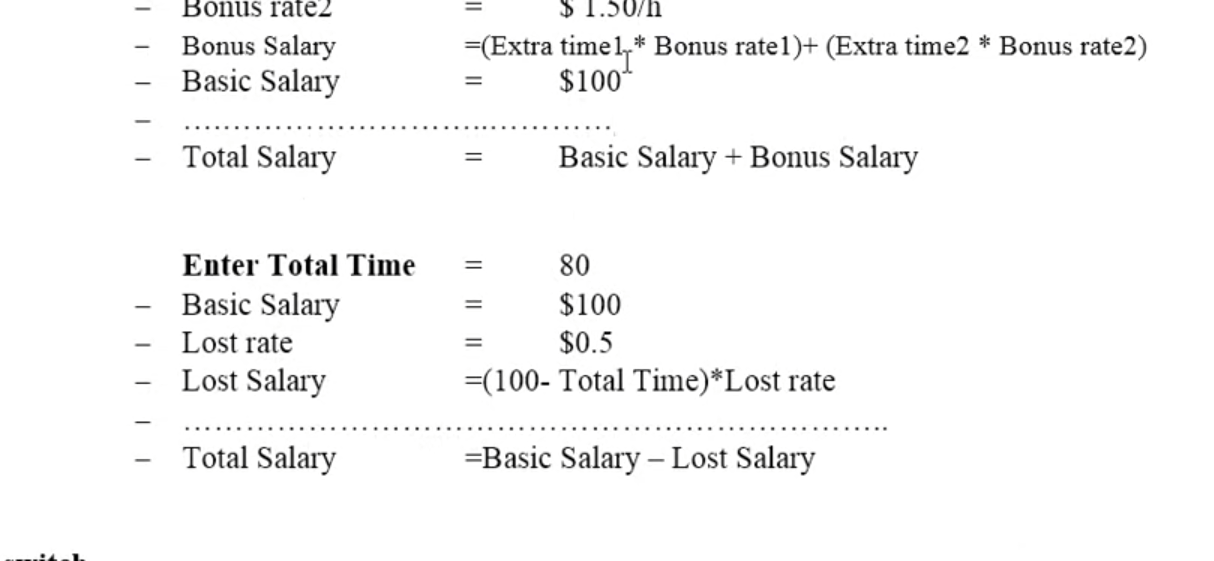 – Bonus rate2 = $ 1.50/h
– Bonus Salary =(Extra time1 * Bonus rate1)+ (Extra time2 * Bonus rate2)
– Basic Salary = $100
– ………………………………………
– Total Salary = Basic Salary + Bonus Salary
Enter Total Time = 80
– Basic Salary = $100
– Lost rate = $0.5
– Lost Salary =(100- Total Time)*Lost rate
– …………………………………………………………………….
– Total Salary =Basic Salary – Lost Salary
switch